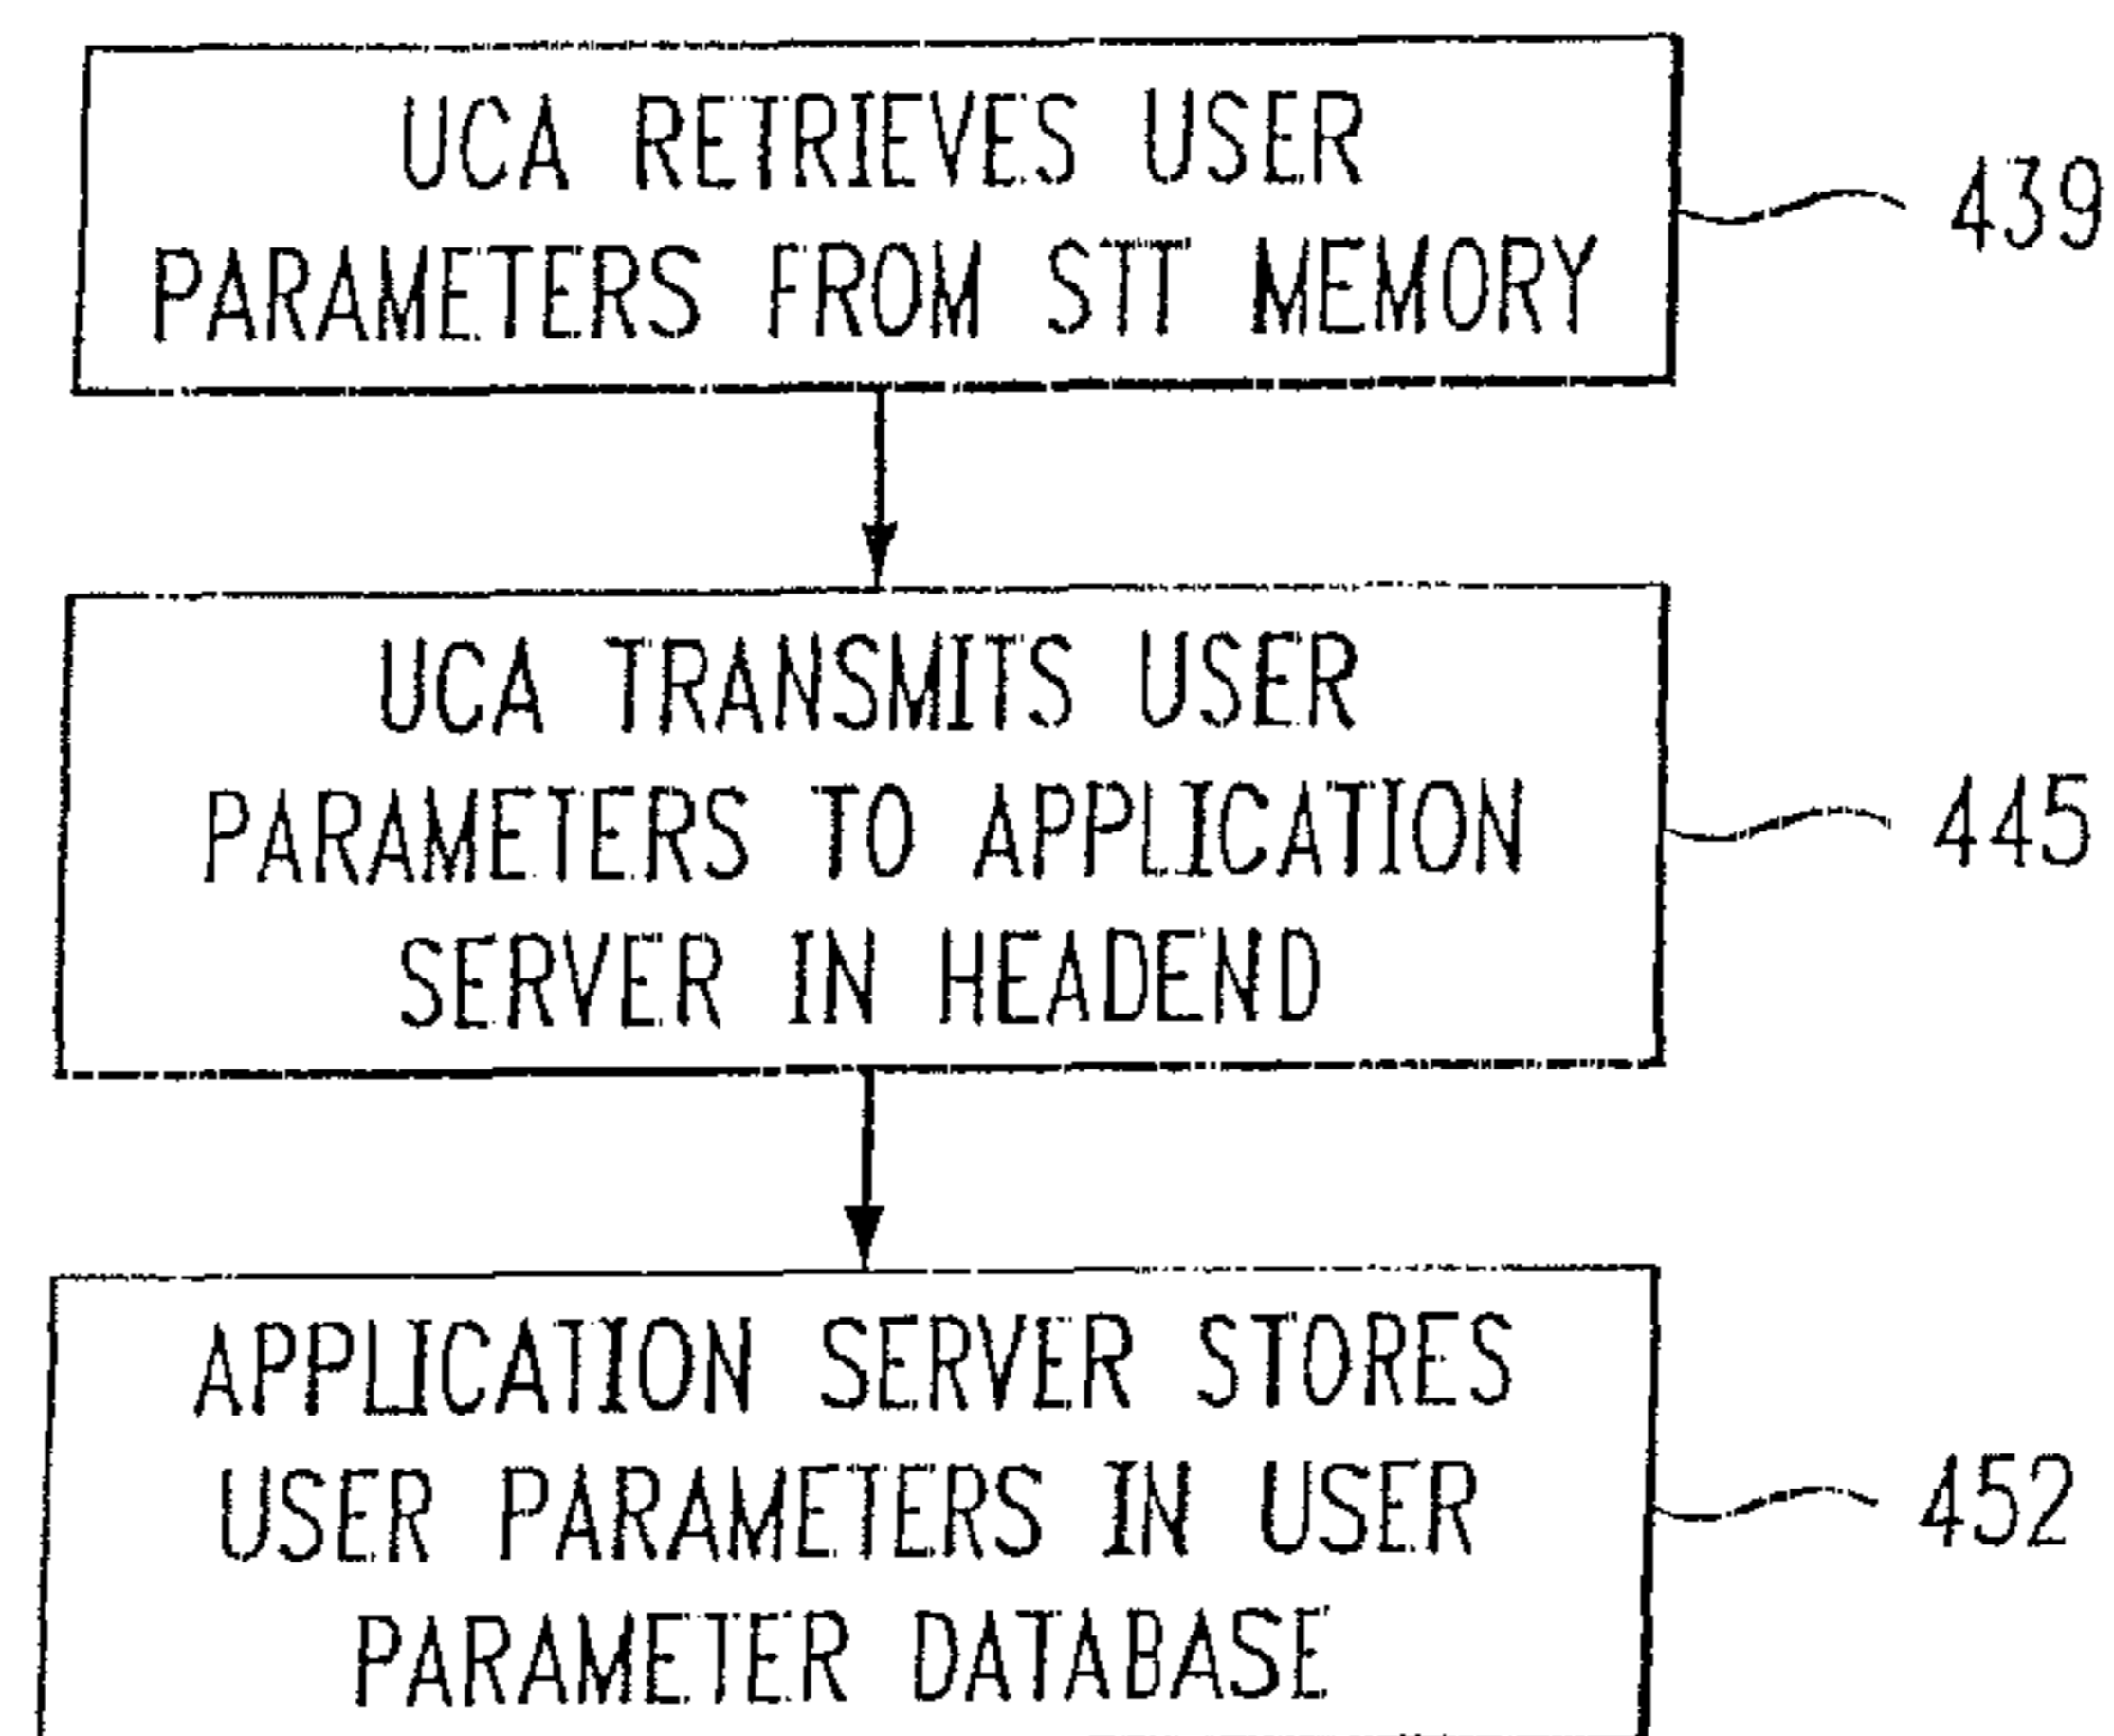 UCA RETRIEVES USER
PARAMETERS FROM STT MEMORY
439
UCA TRANSMITS USER
PARAMETERS TO APPLICATION
SERVER IN HEADEND
445
APPLICATION SERVER STORES
USER PARAMETERS IN USER
PARAMETER DATABASE
452